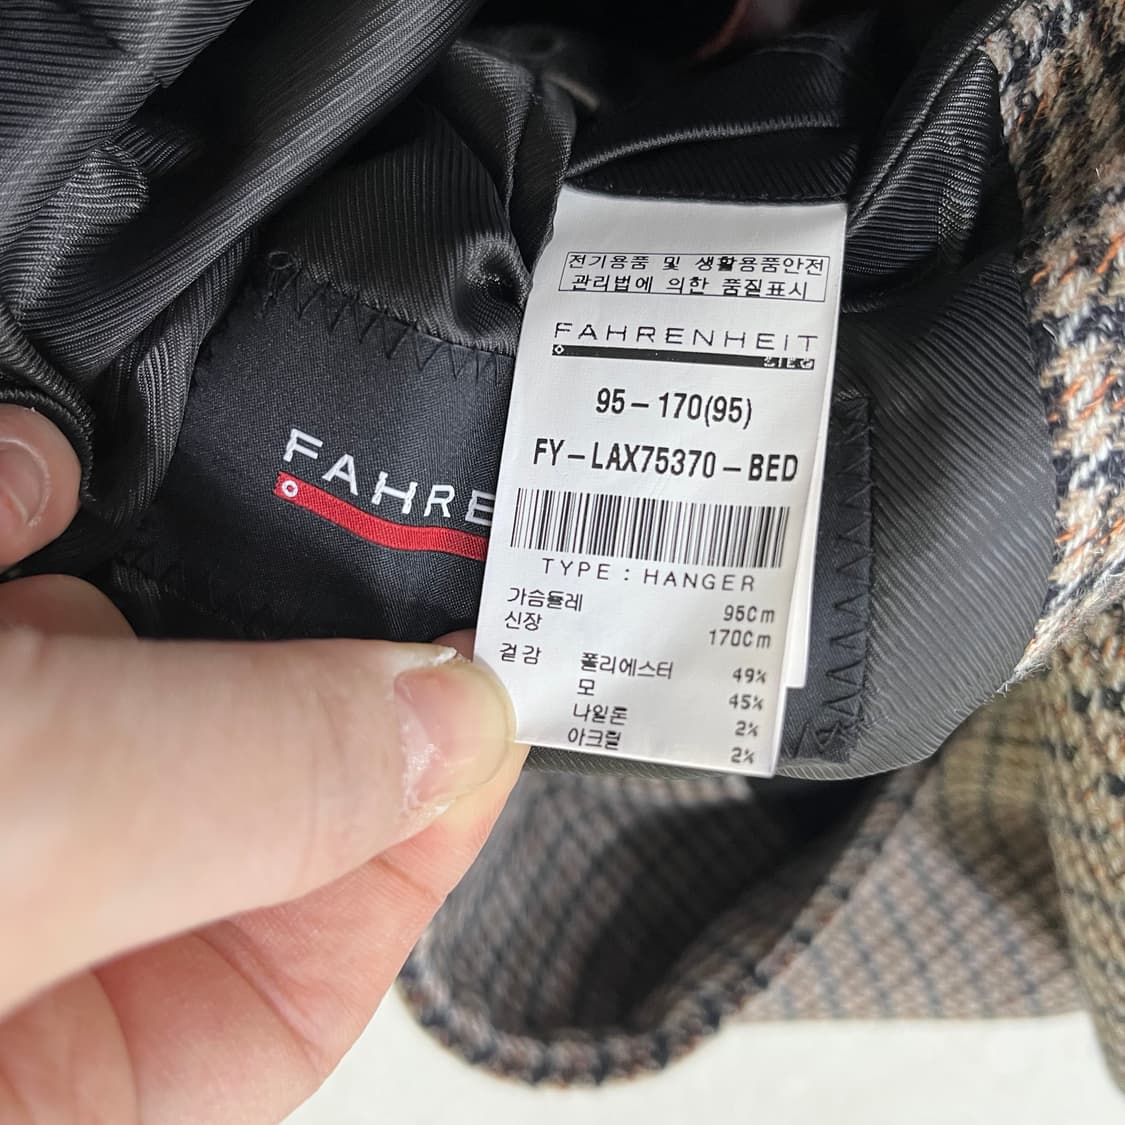 전기용품 및 생활용품안전
관리법에 의한 품질표시
FAHRENHEIT
SIEG
95-170(95)
FY-LAX75370-BED
TYPE : HANGER
가슴둘레 95Cm
신장 170Cm
겉감 폴리에스터 49%
모 45%
나일론 2%
아크릴 2%
FAHRE